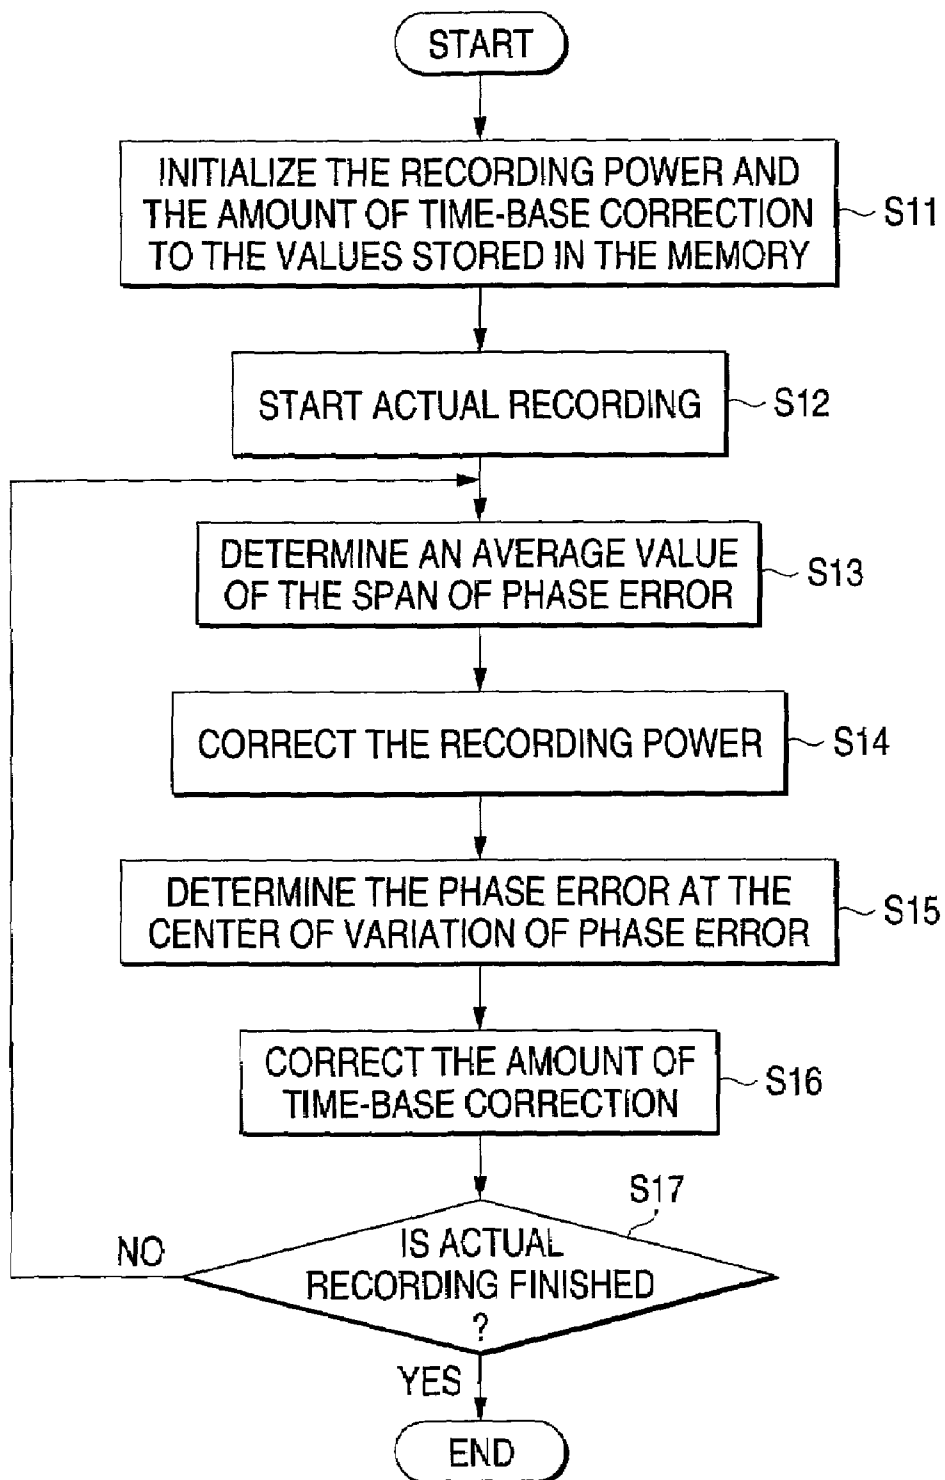 START
INITIALIZE THE RECORDING POWER AND
THE AMOUNT OF TIME-BASE CORRECTION
TO THE VALUES STORED IN THE MEMORY
S11
START ACTUAL RECORDING
S12
DETERMINE AN AVERAGE VALUE
OF THE SPAN OF PHASE ERROR
S13
CORRECT THE RECORDING POWER
S14
DETERMINE THE PHASE ERROR AT THE
CENTER OF VARIATION OF PHASE ERROR
S15
CORRECT THE AMOUNT OF
TIME-BASE CORRECTION
S16
S17
IS ACTUAL
RECORDING FINISHED
?
NO
YES
END